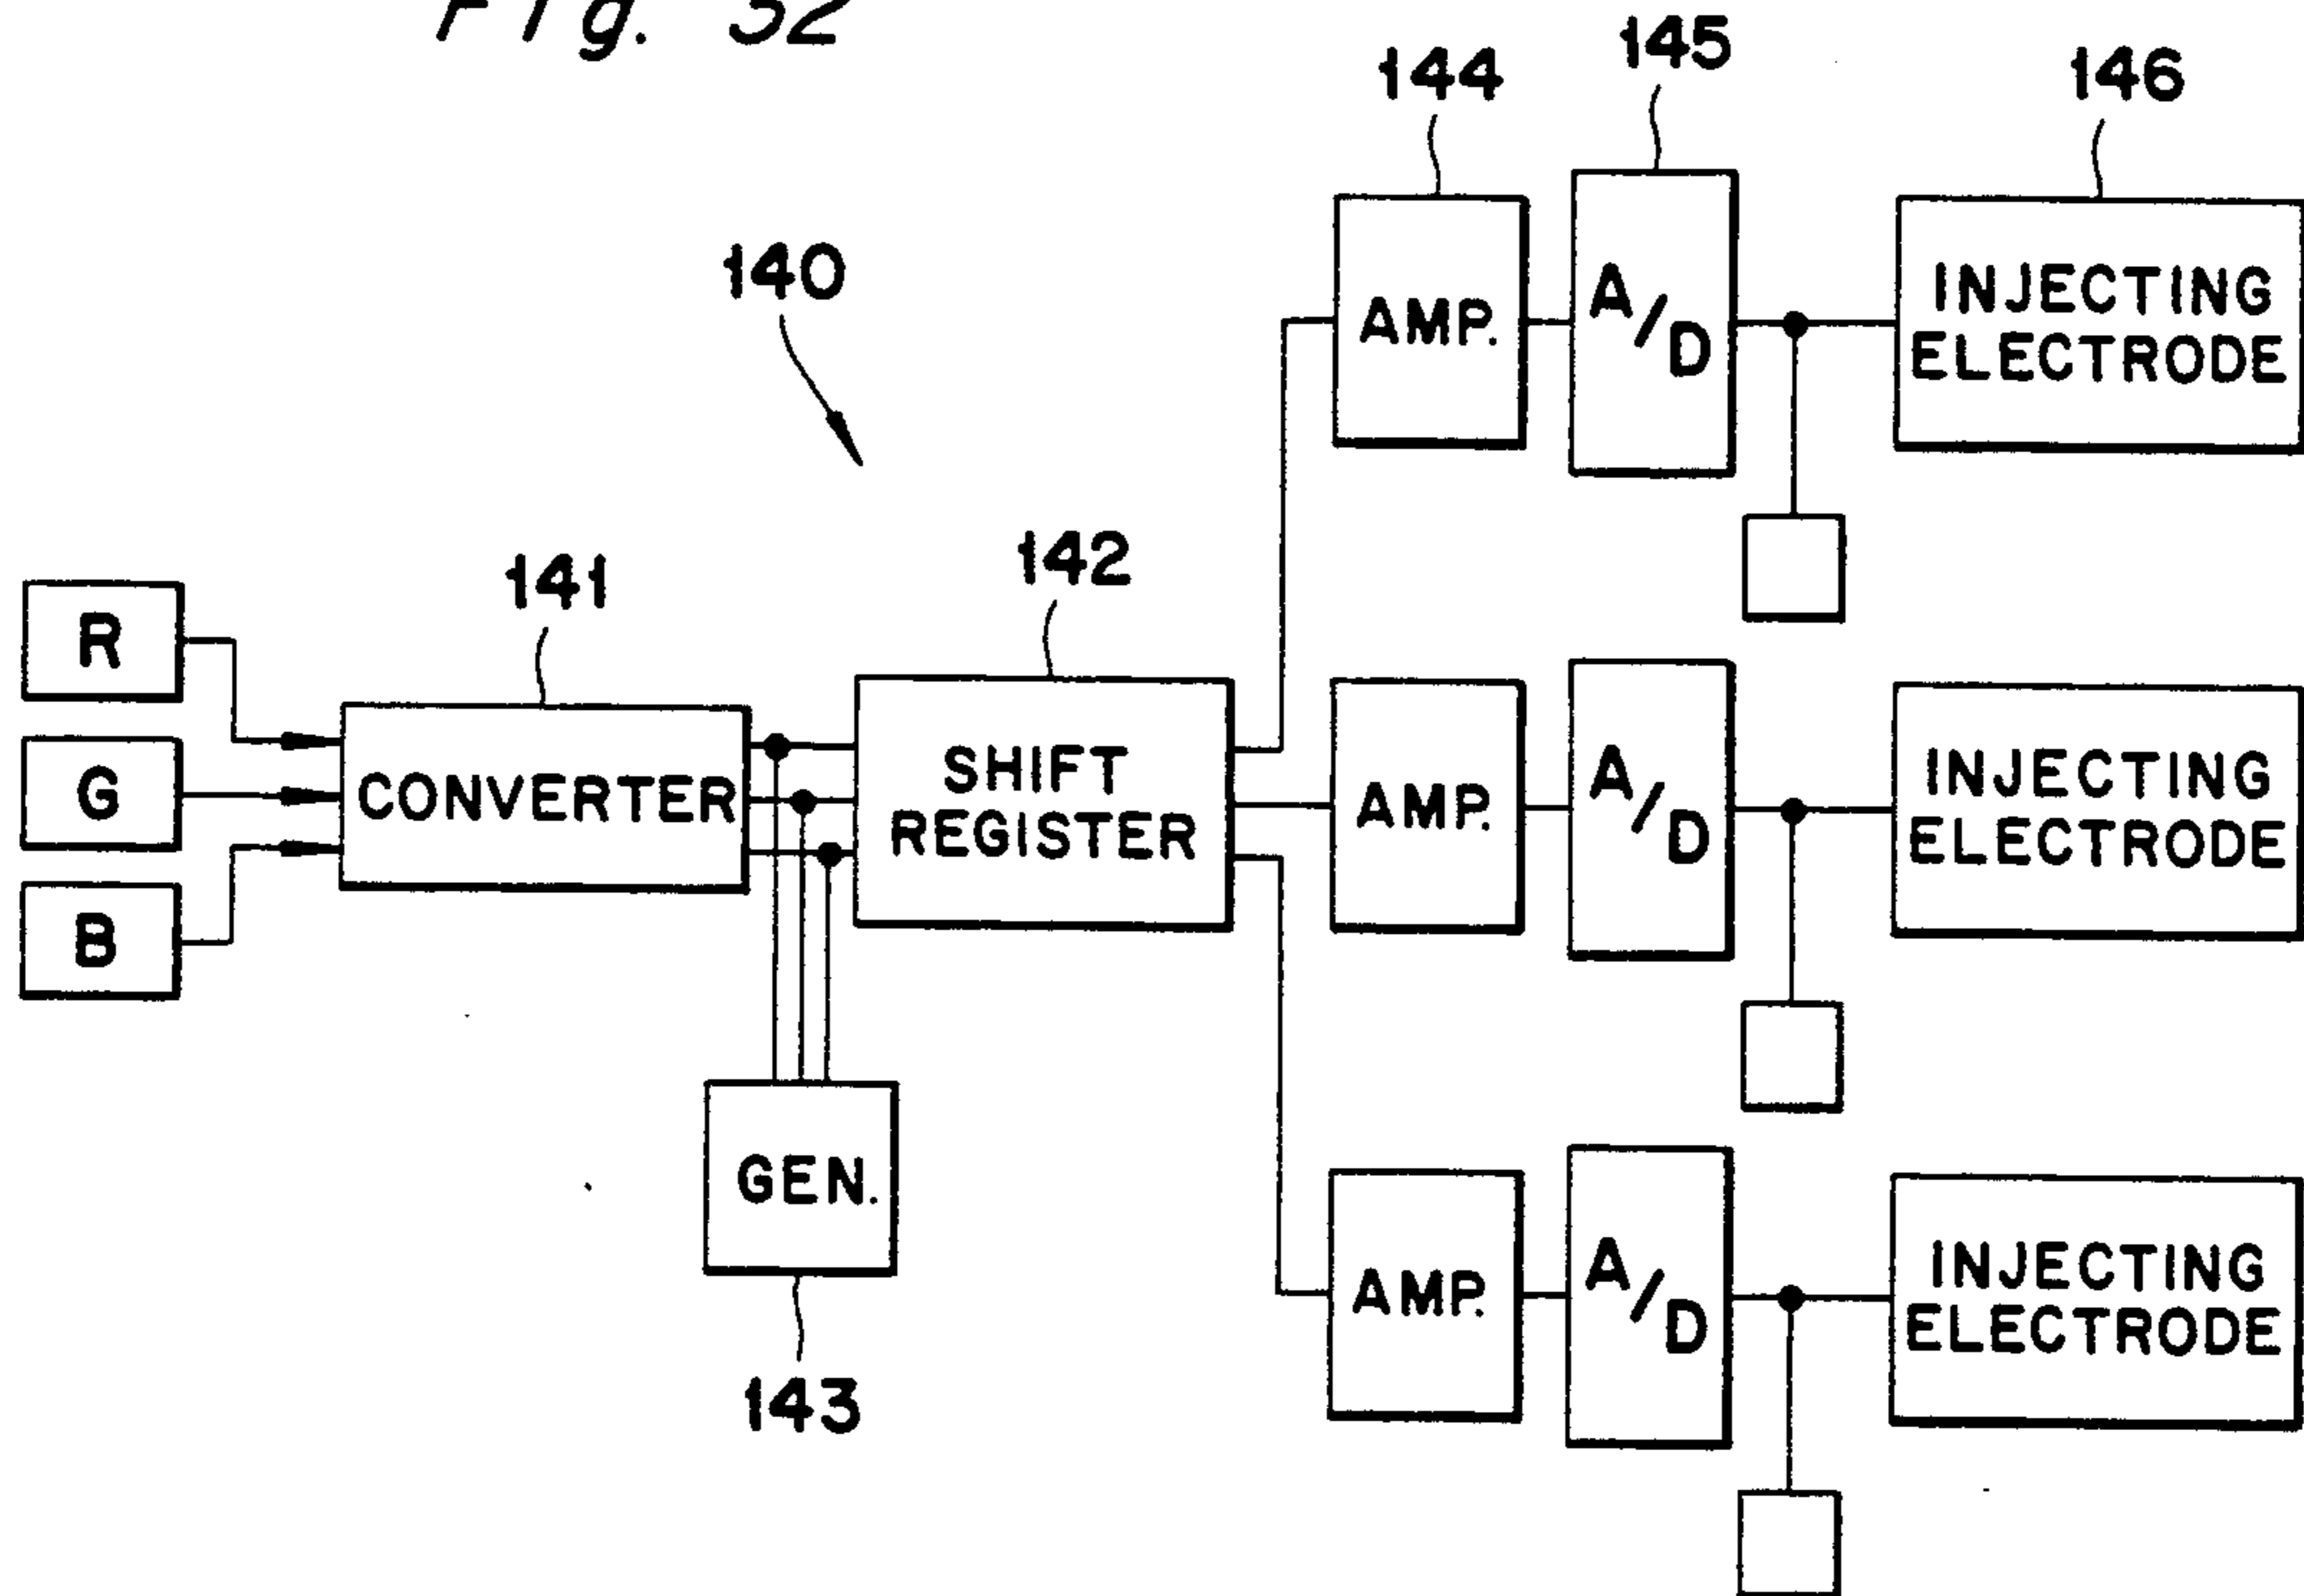 Fig. 32
140
141
142
143
144
145
146
R
G
B
CONVERTER
SHIFT
REGISTER
GEN.
AMP.
A/D
INJECTING
ELECTRODE
AMP.
A/D
INJECTING
ELECTRODE
AMP.
A/D
INJECTING
ELECTRODE